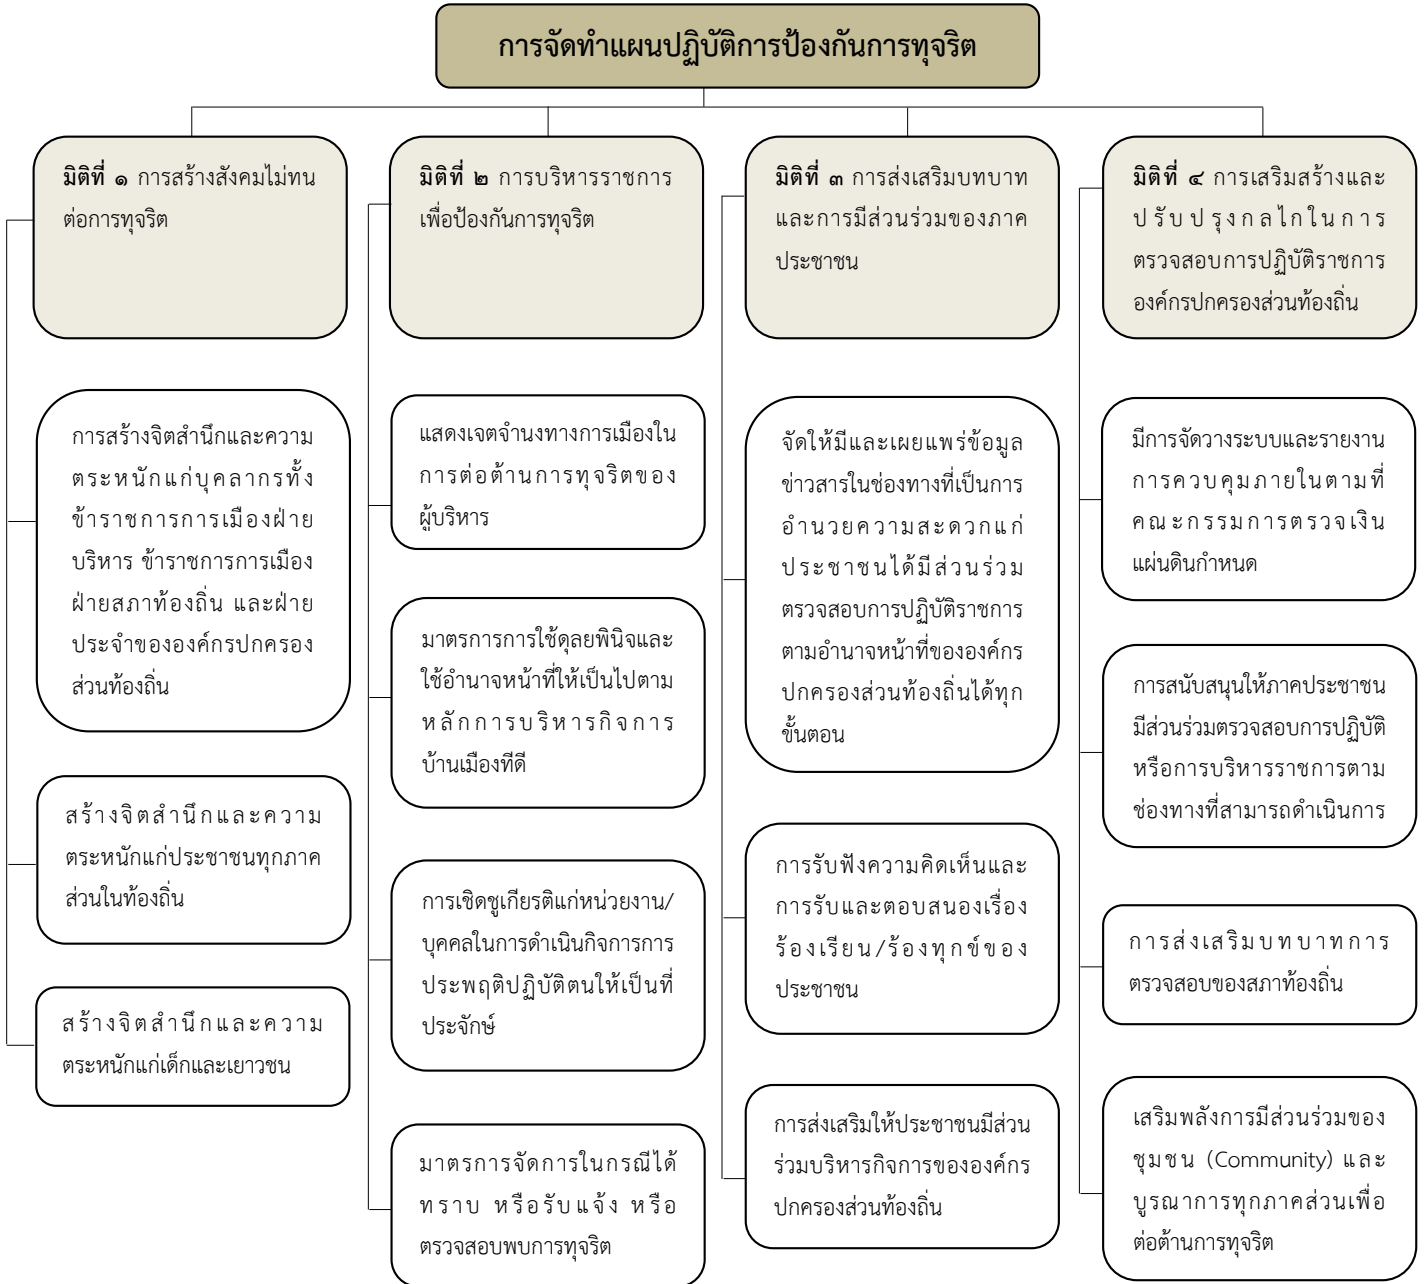 การจัดทำแผนปฏิบัติการป้องกันการทุจริต
มิติที่ ๑ การสร้างสังคมไม่ทน
ต่อการทุจริต
การสร้างจิตสำนึกและความ
ตระหนักแก่บุคลากรทั้ง
ข้าราชการการเมืองฝ่าย
บริหาร ข้าราชการการเมือง
ฝ่ายสภาท้องถิ่น และฝ่าย
ประจำขององค์กรปกครอง
ส่วนท้องถิ่น
สร้างจิตสำนึกและความ
ตระหนักแก่ประชาชนทุกภาค
ส่วนในท้องถิ่น
สร้างจิตสำนึกและความ
ตระหนักแก่เด็กและเยาวชน
มิติที่ ๒ การบริหารราชการ
เพื่อป้องกันการทุจริต
แสดงเจตจำนงทางการเมืองใน
การต่อต้านการทุจริตของ
ผู้บริหาร
มาตรการการใช้ดุลยพินิจและ
ใช้อำนาจหน้าที่ให้เป็นไปตาม
หลักการบริหารกิจการ
บ้านเมืองทีดี
การเชิดชูเกียรติแก่หน่วยงาน/
บุคคลในการดำเนินกิจการการ
ประพฤติปฏิบัติตนให้เป็นที่
ประจักษ์
มาตรการจัดการในกรณีได้
ทราบ หรือรับแจ้ง หรือ
ตรวจสอบพบการทุจริต
มิติที่ ๓ การส่งเสริมบทบาท
และการมีส่วนร่วมของภาค
ประชาชน
จัดให้มีและเผยแพร่ข้อมูล
ข่าวสารในช่องทางที่เป็นการ
อำนวยความสะดวกแก่
ประชาชนได้มีส่วนร่วม
ตรวจสอบการปฏิบัติราชการ
ตามอำนาจหน้าที่ขององค์กร
ปกครองส่วนท้องถิ่นได้ทุก
ขั้นตอน
การรับฟังความคิดเห็นและ
การรับและตอบสนองเรื่อง
ร้องเรียน/ร้องทุกข์ของ
ประชาชน
การส่งเสริมให้ประชาชนมีส่วน
ร่วมบริหารกิจการขององค์กร
ปกครองส่วนท้องถิ่น
มิติที่ ๔ การเสริมสร้างและ
ปรับปรุงกลไกในการ
ตรวจสอบการปฏิบัติราชการ
องค์กรปกครองส่วนท้องถิ่น
มีการจัดวางระบบและรายงาน
การควบคุมภายในตามที่
คณะกรรมการตรวจเงิน
แผ่นดินกำหนด
การสนับสนุนให้ภาคประชาชน
มีส่วนร่วมตรวจสอบการปฏิบัติ
หรือการบริหารราชการตาม
ช่องทางที่สามารถดำเนินการ
การส่งเสริมบทบาทการ
ตรวจสอบของสภาท้องถิ่น
เสริมพลังการมีส่วนร่วมของ
ชุมชน (Community) และ
บูรณาการทุกภาคส่วนเพื่อ
ต่อต้านการทุจริต